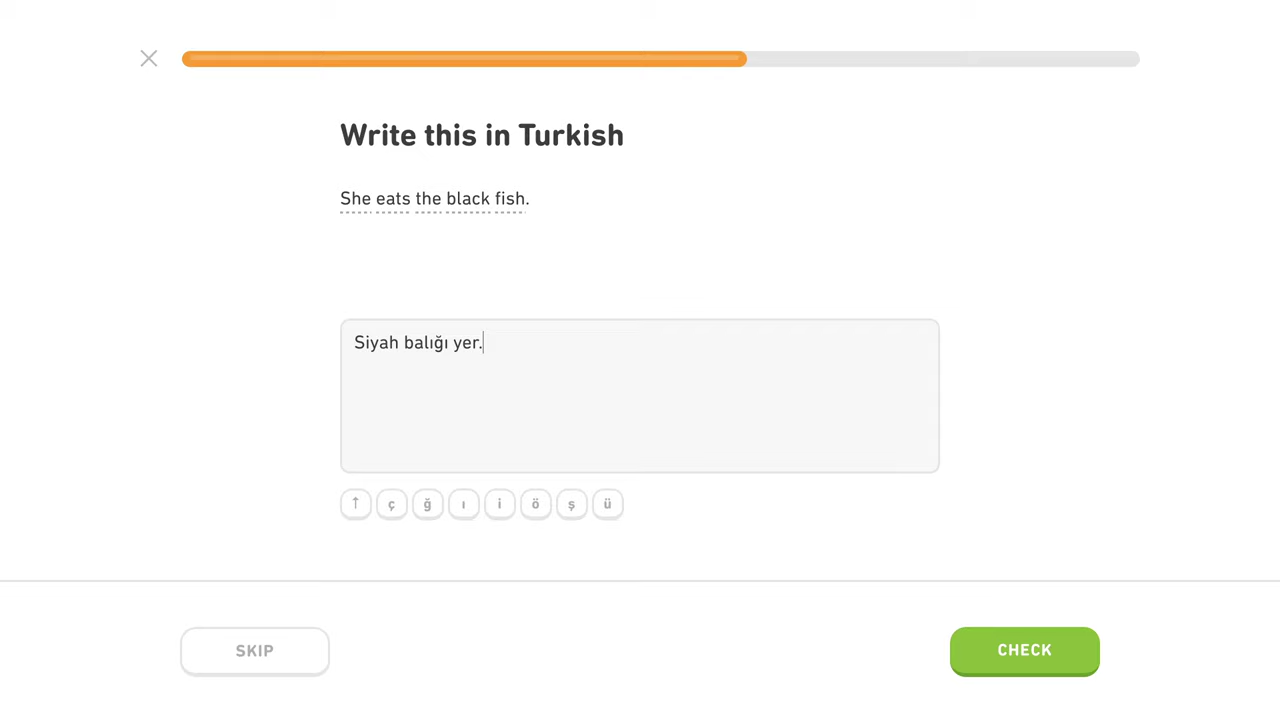 Write this in Turkish
She eats the black fish.
Siyah balığı yer.
↑ ç ğ ı i ö ş ü
SKIP
CHECK